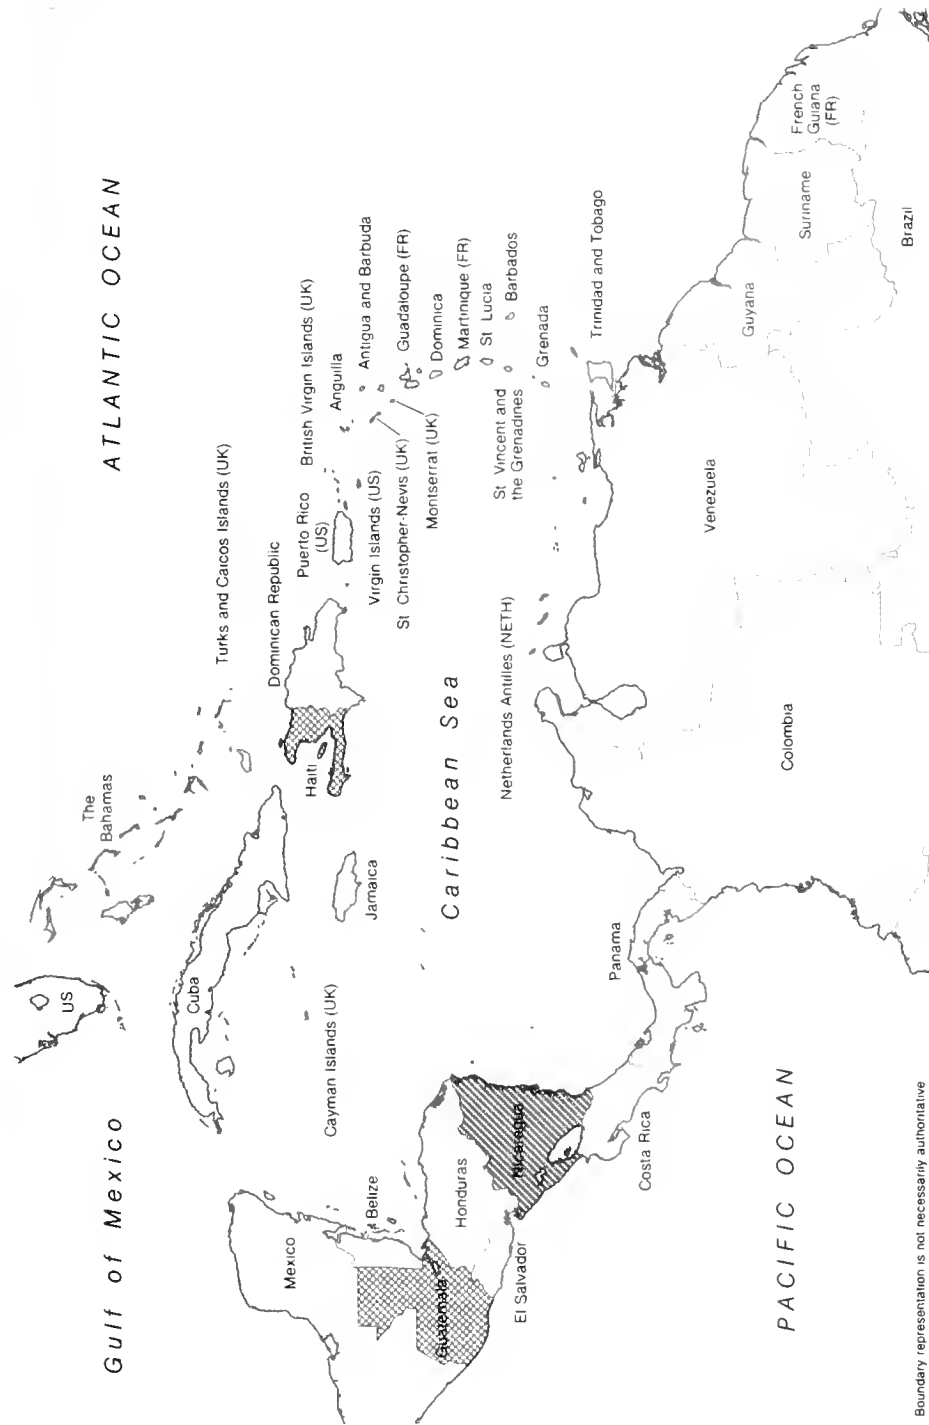 Gulf of Mexico
ATLANTIC OCEAN
US
The
Bahamas
Cuba
Turks and Caicos Islands (UK)
Cayman Islands (UK)
Jamaica
Haiti
Dominican Republic
Puerto Rico
(US)
British Virgin Islands (UK)
Virgin Islands (US)
Anguilla
St Christopher-Nevis (UK)
Antigua and Barbuda
Montserrat (UK)
Guadaloupe (FR)
Dominica
Martinique (FR)
St Lucia
Barbados
St Vincent and
the Grenadines
Grenada
Trinidad and Tobago
Netherlands Antilles (NETH)
Caribbean Sea
Mexico
Belize
Guatemala
Honduras
El Salvador
Nicaragua
Costa Rica
Panama
Colombia
Venezuela
Guyana
Suriname
French
Guiana
(FR)
Brazil
PACIFIC OCEAN
Boundary representation is not necessarily authoritative